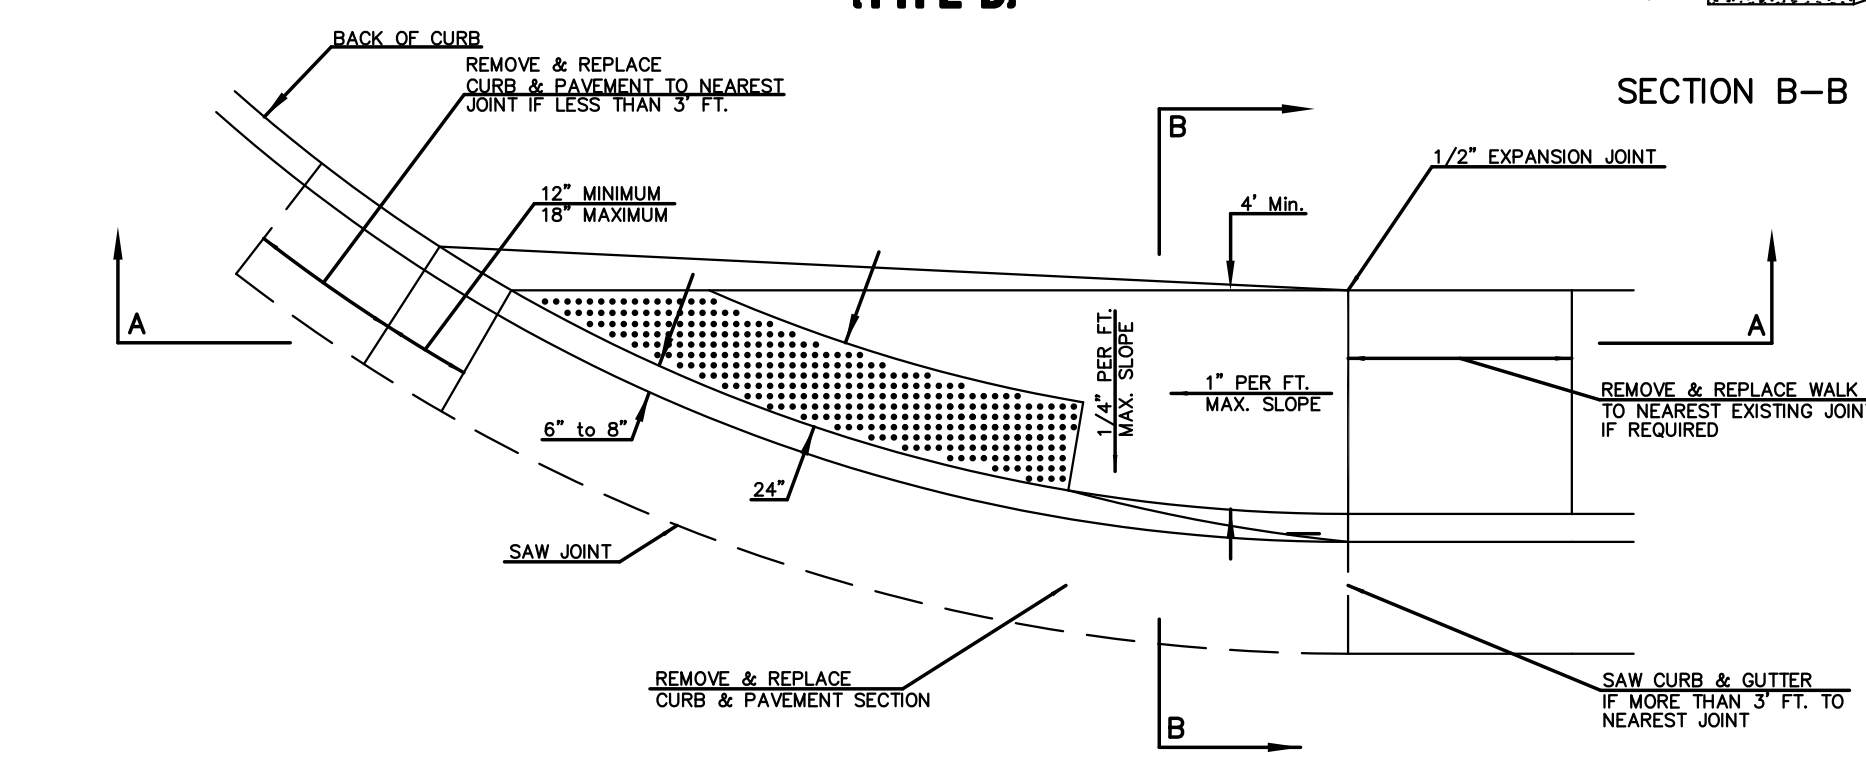 (TYPE D)
BACK OF CURB
REMOVE & REPLACE
CURB & PAVEMENT TO NEAREST
JOINT IF LESS THAN 3' FT.
SECTION B-B
B
1/2" EXPANSION JOINT
12" MINIMUM
18" MAXIMUM
4' Min.
A
A
1/4" PER FT.
MAX. SLOPE
1" PER FT.
MAX. SLOPE
REMOVE & REPLACE WALK
TO NEAREST EXISTING JOINT
IF REQUIRED
6" to 8"
24"
SAW JOINT
REMOVE & REPLACE
CURB & PAVEMENT SECTION
SAW CURB & GUTTER
IF MORE THAN 3' FT. TO
NEAREST JOINT
B